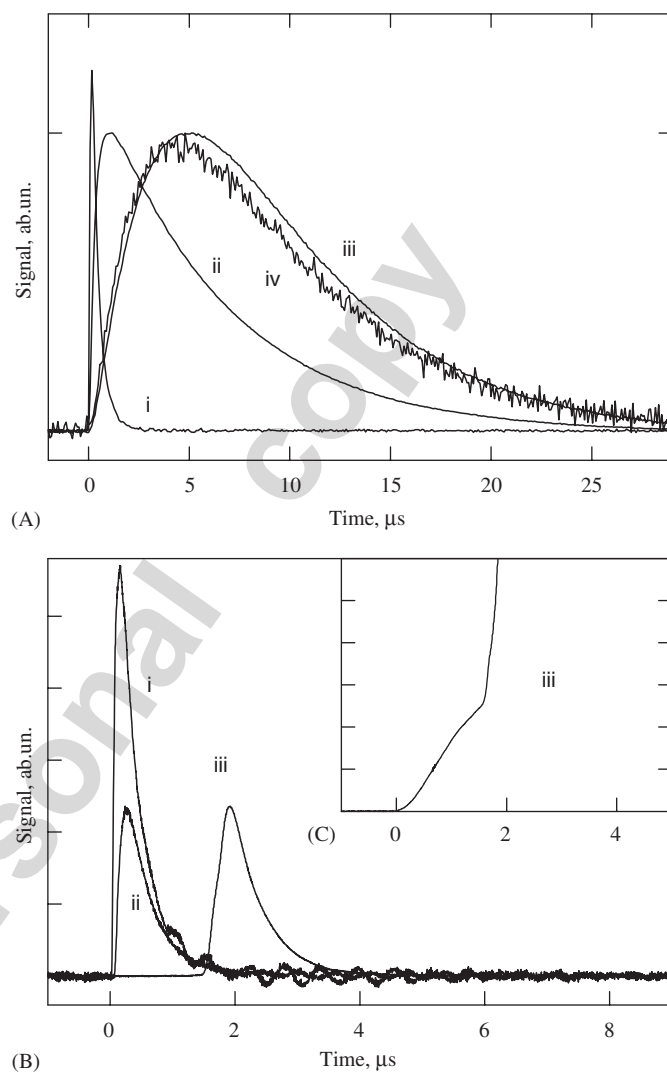 Signal, ab.un.
i
ii
iv
iii
0 5 10 15 20 25
(A)
Time, μs
Signal, ab.un.
i
ii
iii
0 2 4 6 8
(B)
Time, μs
iii
(C)
0 2 4
personal
copy